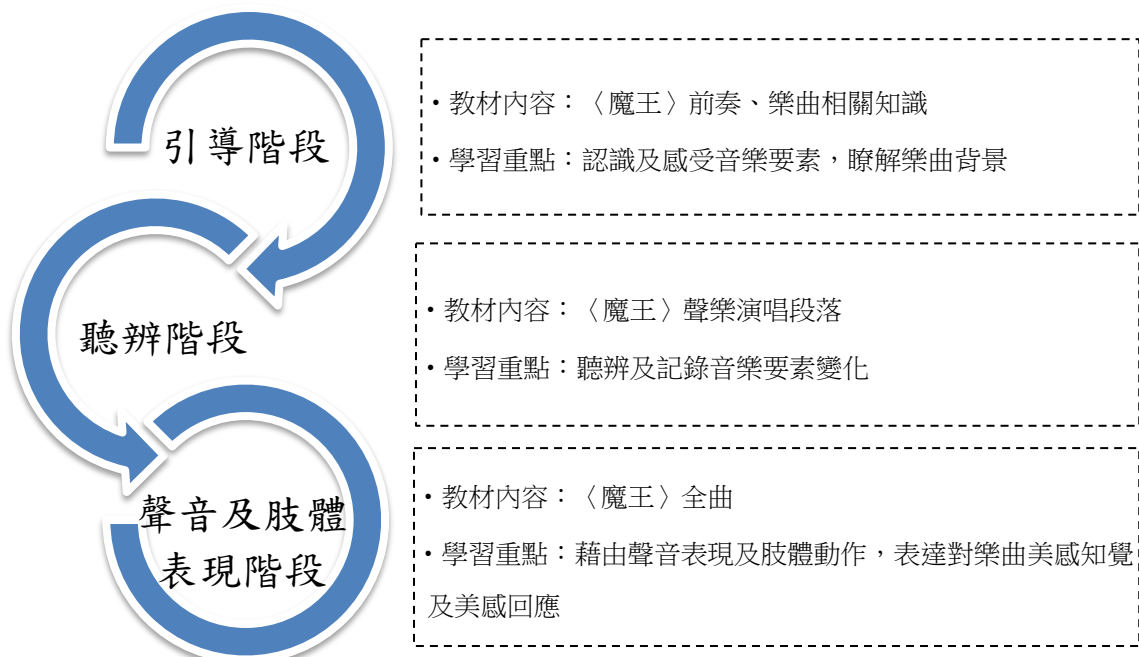 引導階段
•教材內容：〈魔王〉前奏、樂曲相關知識
•學習重點：認識及感受音樂要素，瞭解樂曲背景
聽辨階段
•教材內容：〈魔王〉聲樂演唱段落
•學習重點：聽辨及記錄音樂要素變化
聲音及肢體
表現階段
•教材內容：〈魔王〉全曲
•學習重點：藉由聲音表現及肢體動作，表達對樂曲美感知覺
及美感回應